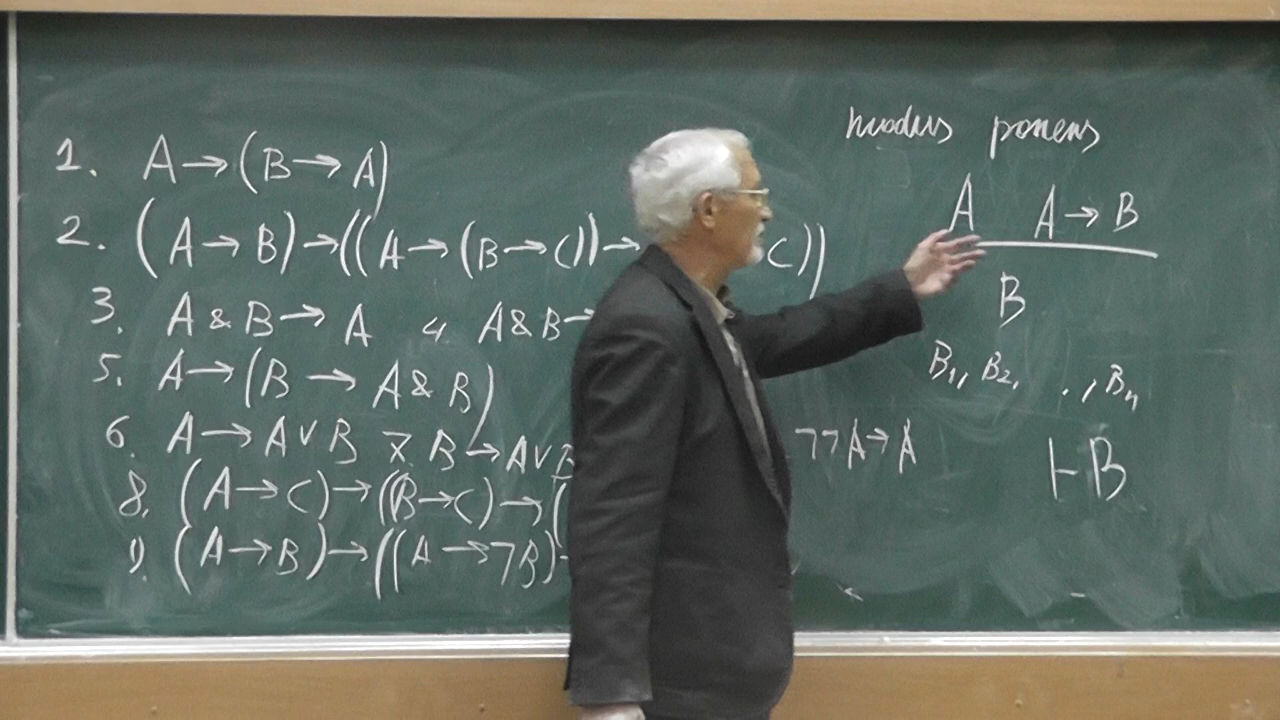 1. A→(B→A)
2. (A→B)→((A→(B→C))→ C))
3. A&B→ A 4 A&B→
5. A→(B → A&B)
6. A→A∨B 7. B→A∨B
8. (A→C)→((B→C)→(
9. (A→B)→((A→¬B)
¬¬A→A
modus ponens
A A→B
B
B₁, B₂, . , Bₙ
⊢B